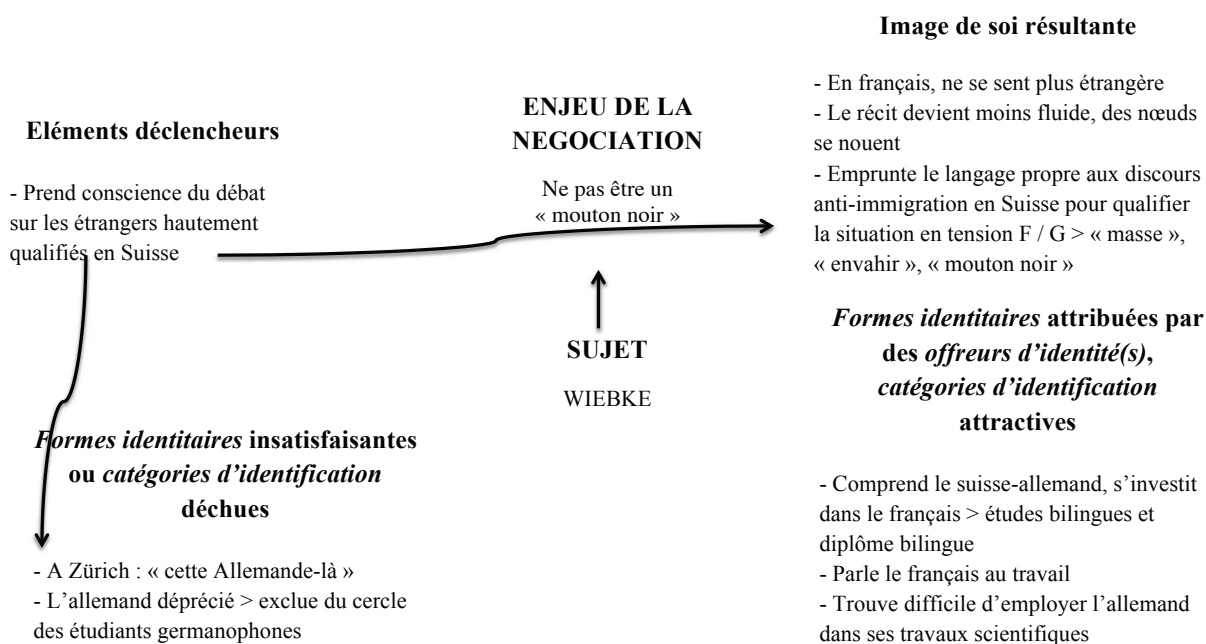 Eléments déclencheurs
- Prend conscience du débat
sur les étrangers hautement
qualifiés en Suisse
Formes identitaires insatisfaisantes
ou catégories d’identification
déchues
- A Zürich : « cette Allemande-là »
- L’allemand déprécié > exclue du cercle
des étudiants germanophones
ENJEU DE LA
NEGOCIATION
Ne pas être un
« mouton noir »
SUJET
WIEBKE
Image de soi résultante
- En français, ne se sent plus étrangère
- Le récit devient moins fluide, des nœuds
se nouent
- Emprunte le langage propre aux discours
anti-immigration en Suisse pour qualifier
la situation en tension F / G > « masse »,
« envahir », « mouton noir »
Formes identitaires attribuées par
des offreurs d’identité(s),
catégories d’identification
attractives
- Comprend le suisse-allemand, s’investit
dans le français > études bilingues et
diplôme bilingue
- Parle le français au travail
- Trouve difficile d’employer l’allemand
dans ses travaux scientifiques